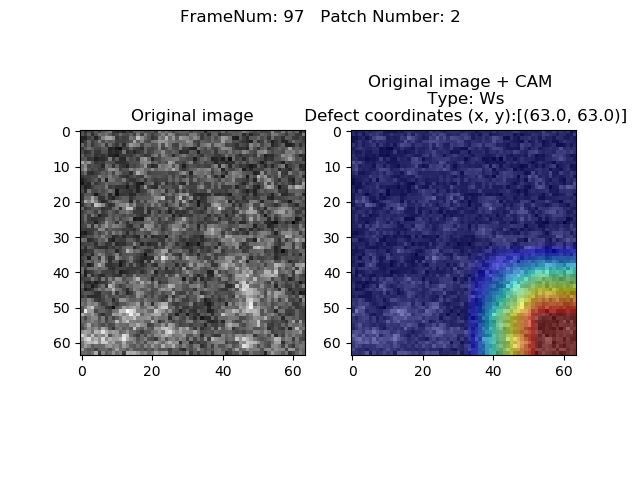 FrameNum: 97   Patch Number: 2
Original image
Original image + CAM
Type: Ws
Defect coordinates (x, y):[(63.0, 63.0)]
0
10
20
30
40
50
60
0 20 40 60
0
10
20
30
40
50
60
0 20 40 60